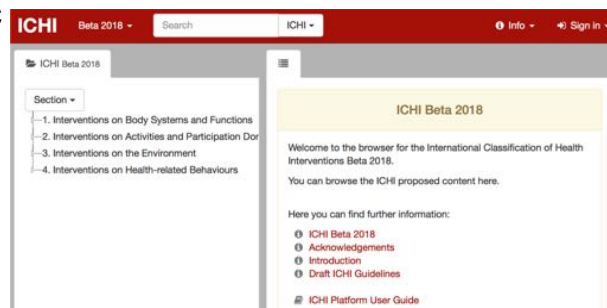 ICHI Beta 2018 Search ICHI Info Sign in
ICHI Beta 2018
Section
1. Interventions on Body Systems and Functions
2. Interventions on Activities and Participation Dor
3. Interventions on the Environment
4. Interventions on Health-related Behaviours
ICHI Beta 2018
Welcome to the browser for the International Classification of Health
Interventions Beta 2018.
You can browse the ICHI proposed content here.
Here you can find further information:
ICHI Beta 2018
Acknowledgements
Introduction
Draft ICHI Guidelines
ICHI Platform User Guide